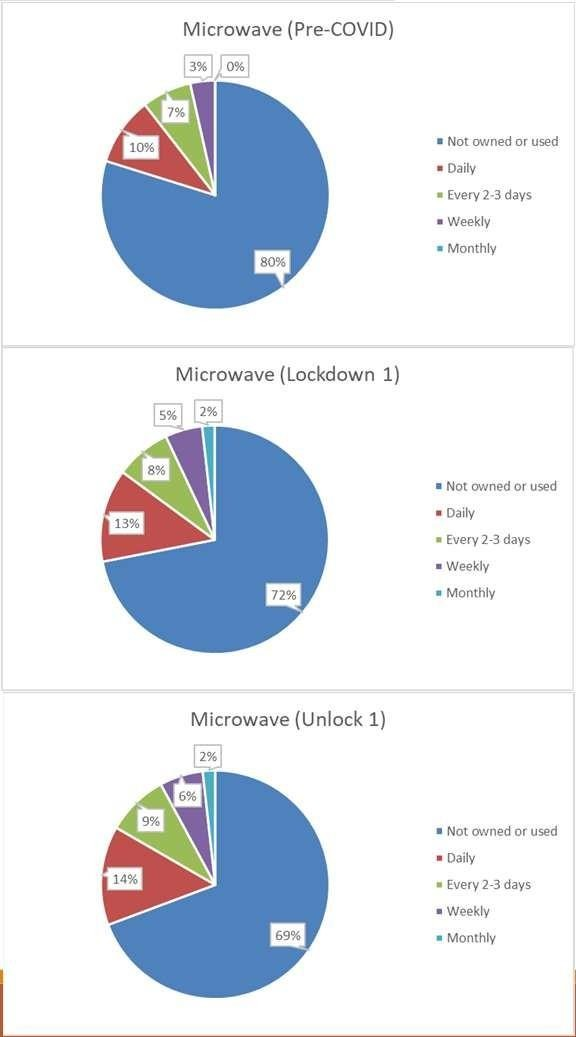 Microwave (Pre-COVID)
3% 0%
7%
10%
80%
Not owned or used
Daily
Every 2-3 days
Weekly
Monthly
Microwave (Lockdown 1)
5% 2%
8%
13%
72%
Not owned or used
Daily
Every 2-3 days
Weekly
Monthly
Microwave (Unlock 1)
2%
6%
9%
14%
69%
Not owned or used
Daily
Every 2-3 days
Weekly
Monthly